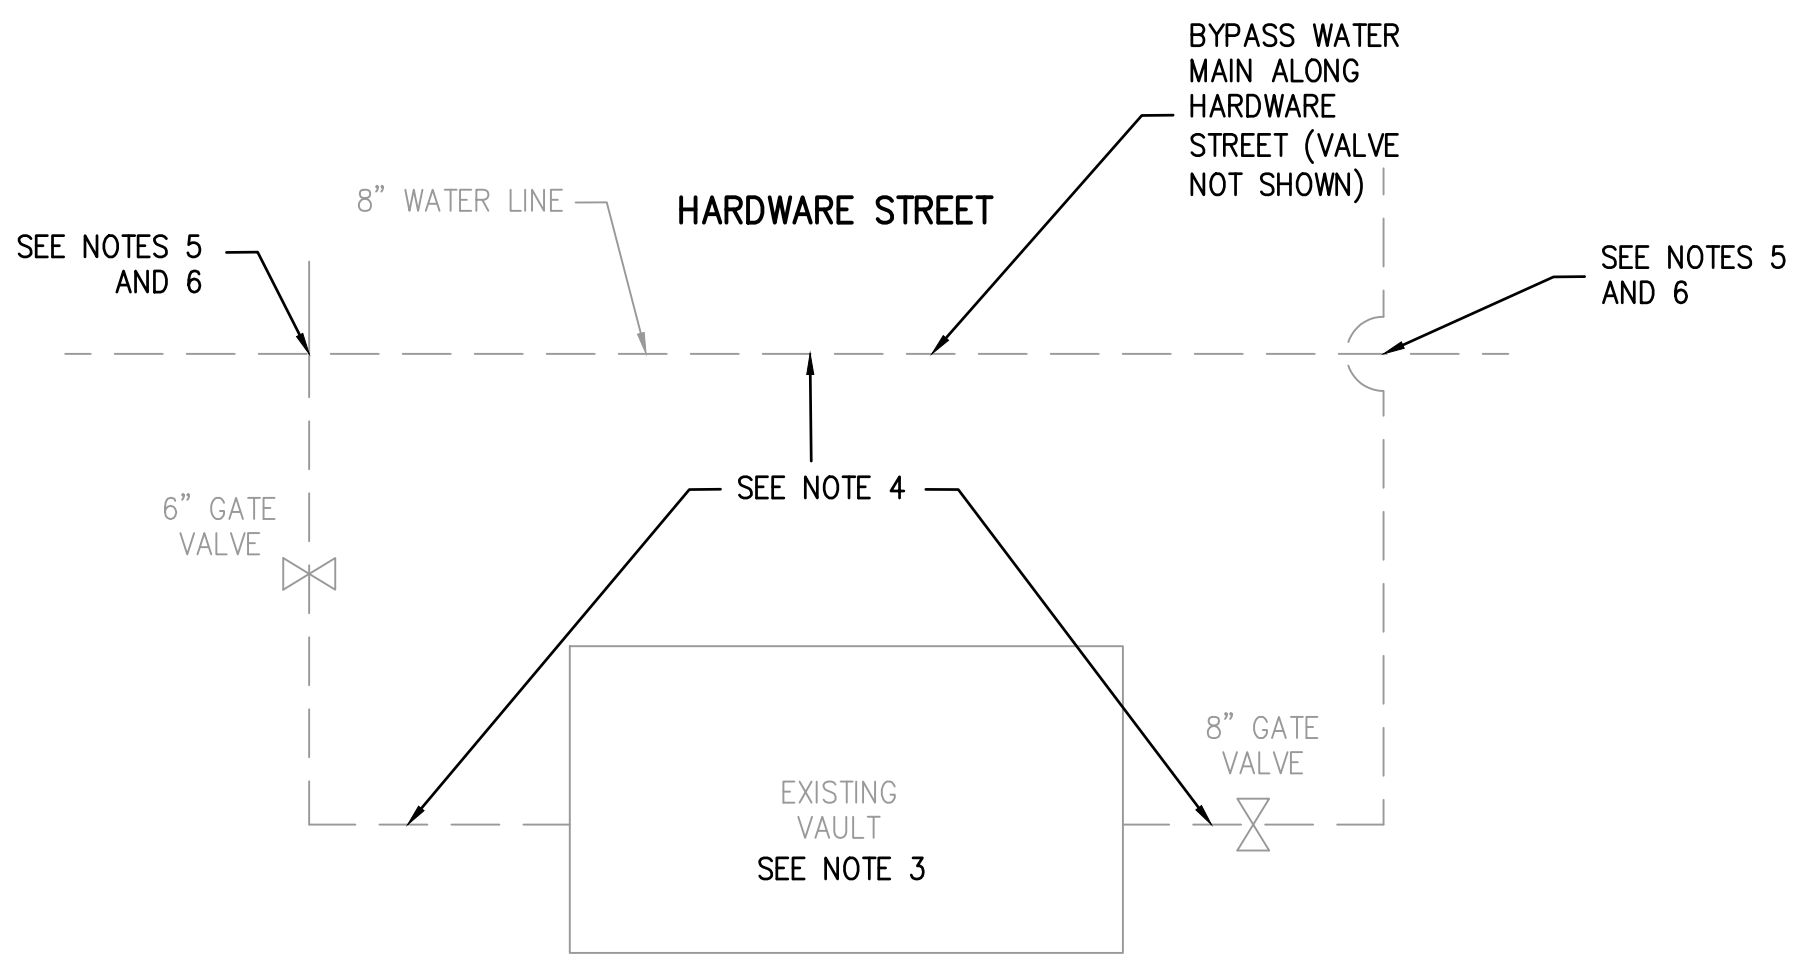 BYPASS WATER
MAIN ALONG
HARDWARE
STREET (VALVE
NOT SHOWN)
8" WATER LINE
HARDWARE STREET
SEE NOTES 5
AND 6
SEE NOTES 5
AND 6
SEE NOTE 4
6" GATE
VALVE
8" GATE
VALVE
EXISTING
VAULT
SEE NOTE 3